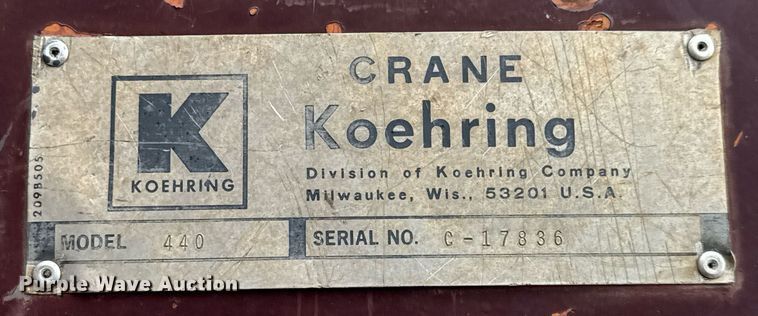 CRANE
Koehring
Division of Koehring Company
Milwaukee, Wis., 53201 U.S.A.
K
KOEHRING
209B505
MODEL 440 SERIAL NO. C-17836
Purple Wave Auction